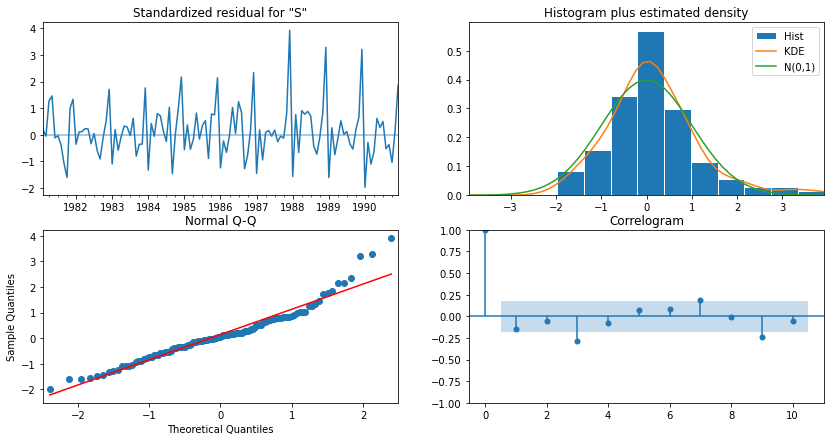 Standardized residual for "S"
4
3
2
1
0
−1
−2
1982 1983 1984 1985 1986 1987 1988 1989 1990
Histogram plus estimated density
Hist
KDE
N(0,1)
0.5
0.4
0.3
0.2
0.1
0.0
−3 −2 −1 0 1 2 3
Normal Q-Q
Sample Quantiles
4
3
2
1
0
−1
−2
−2 −1 0 1 2
Theoretical Quantiles
Correlogram
1.00
0.75
0.50
0.25
0.00
−0.25
−0.50
−0.75
−1.00
0 2 4 6 8 10